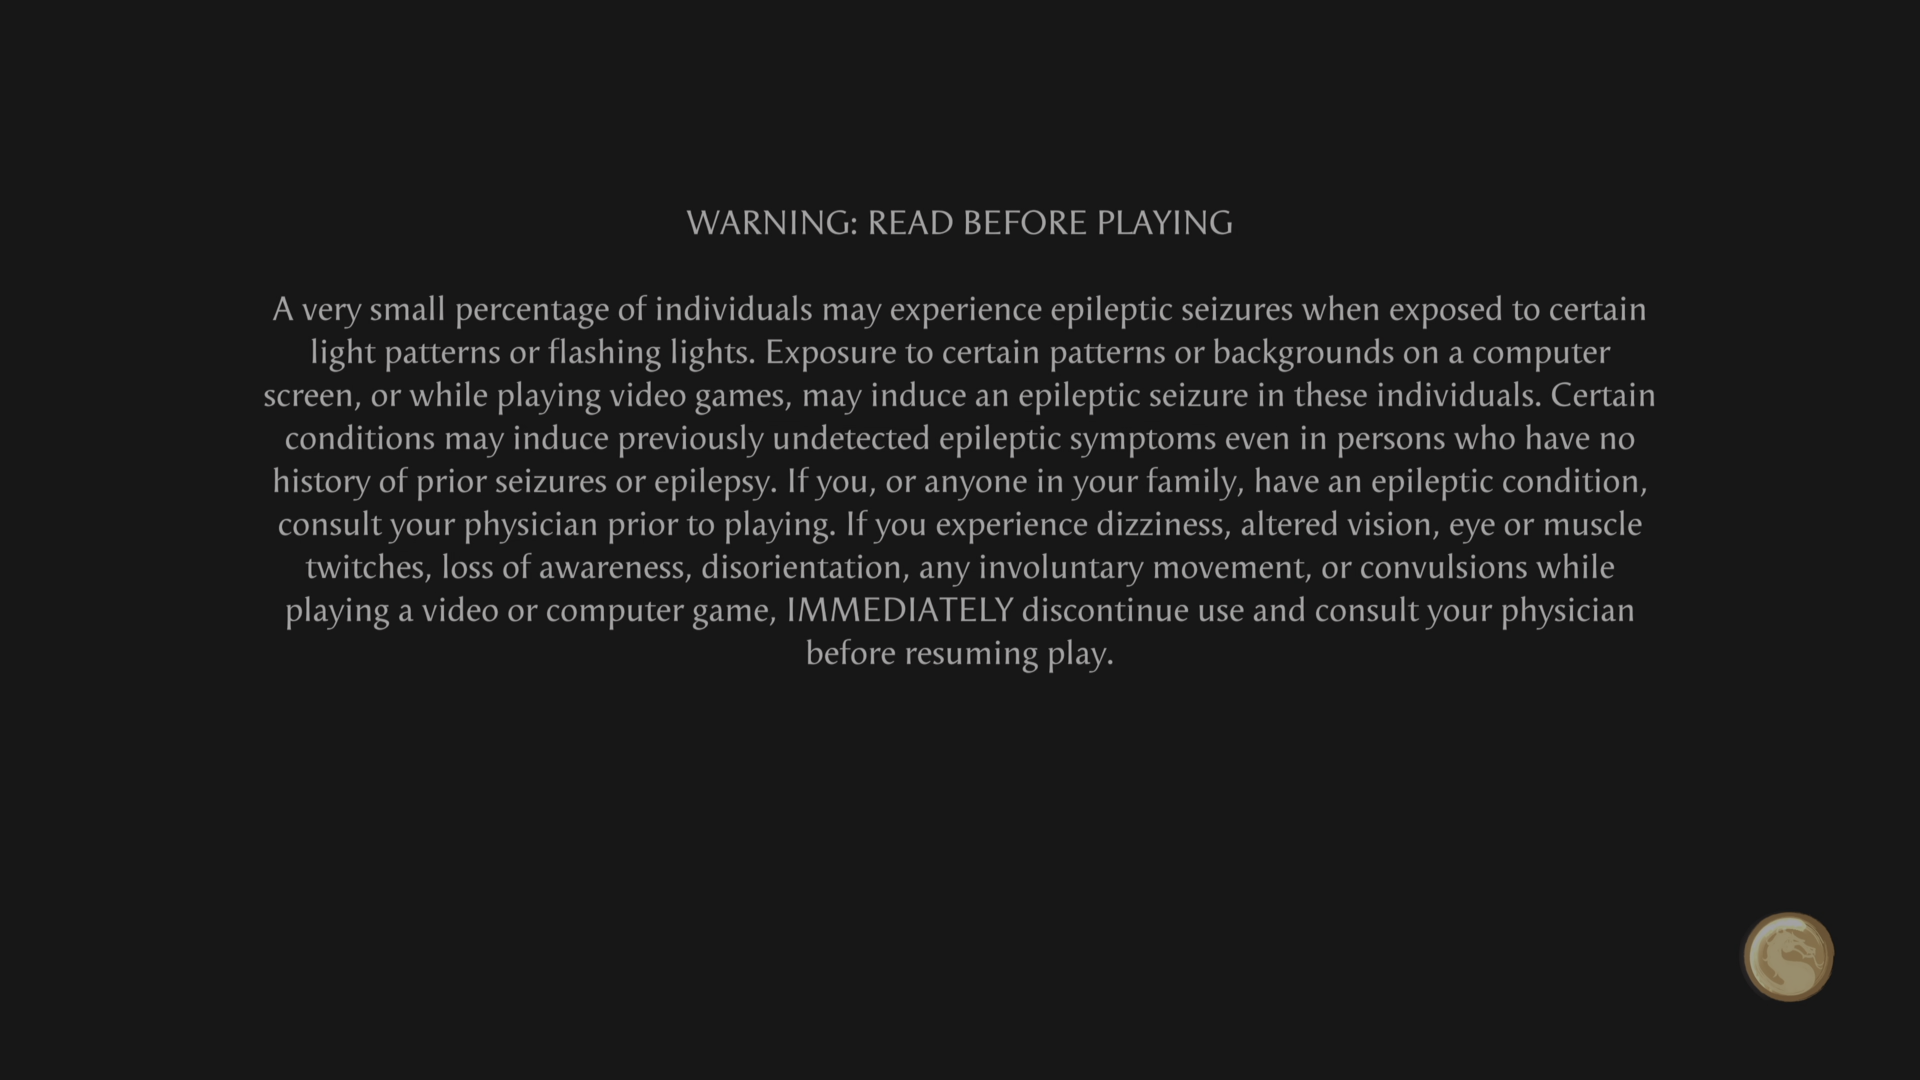 WARNING: READ BEFORE PLAYING
A very small percentage of individuals may experience epileptic seizures when exposed to certain
light patterns or flashing lights. Exposure to certain patterns or backgrounds on a computer
screen, or while playing video games, may induce an epileptic seizure in these individuals. Certain
conditions may induce previously undetected epileptic symptoms even in persons who have no
history of prior seizures or epilepsy. If you, or anyone in your family, have an epileptic condition,
consult your physician prior to playing. If you experience dizziness, altered vision, eye or muscle
twitches, loss of awareness, disorientation, any involuntary movement, or convulsions while
playing a video or computer game, IMMEDIATELY discontinue use and consult your physician
before resuming play.